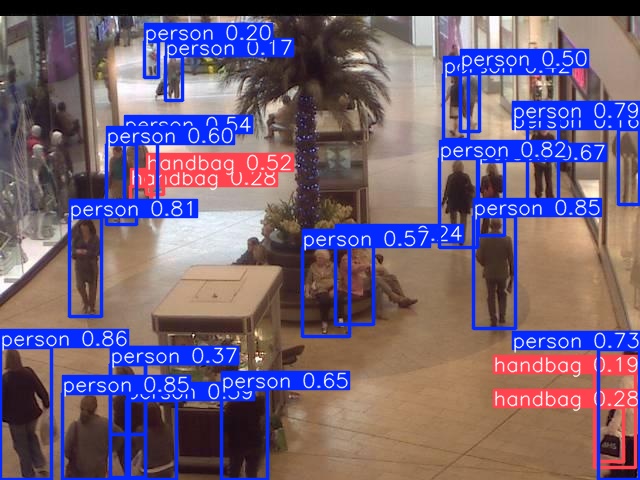 person 0.20
person 0.17
person 0.50
person 0.42
person 0.79
person 0.54
person 0.60
person 0.82
0.67
handbag 0.52
handbag 0.28
person 0.81
person 0.85
person 0.57
.24
person 0.86
person 0.37
person 0.73
handbag 0.19
person 0.85
person 0.65
handbag 0.28